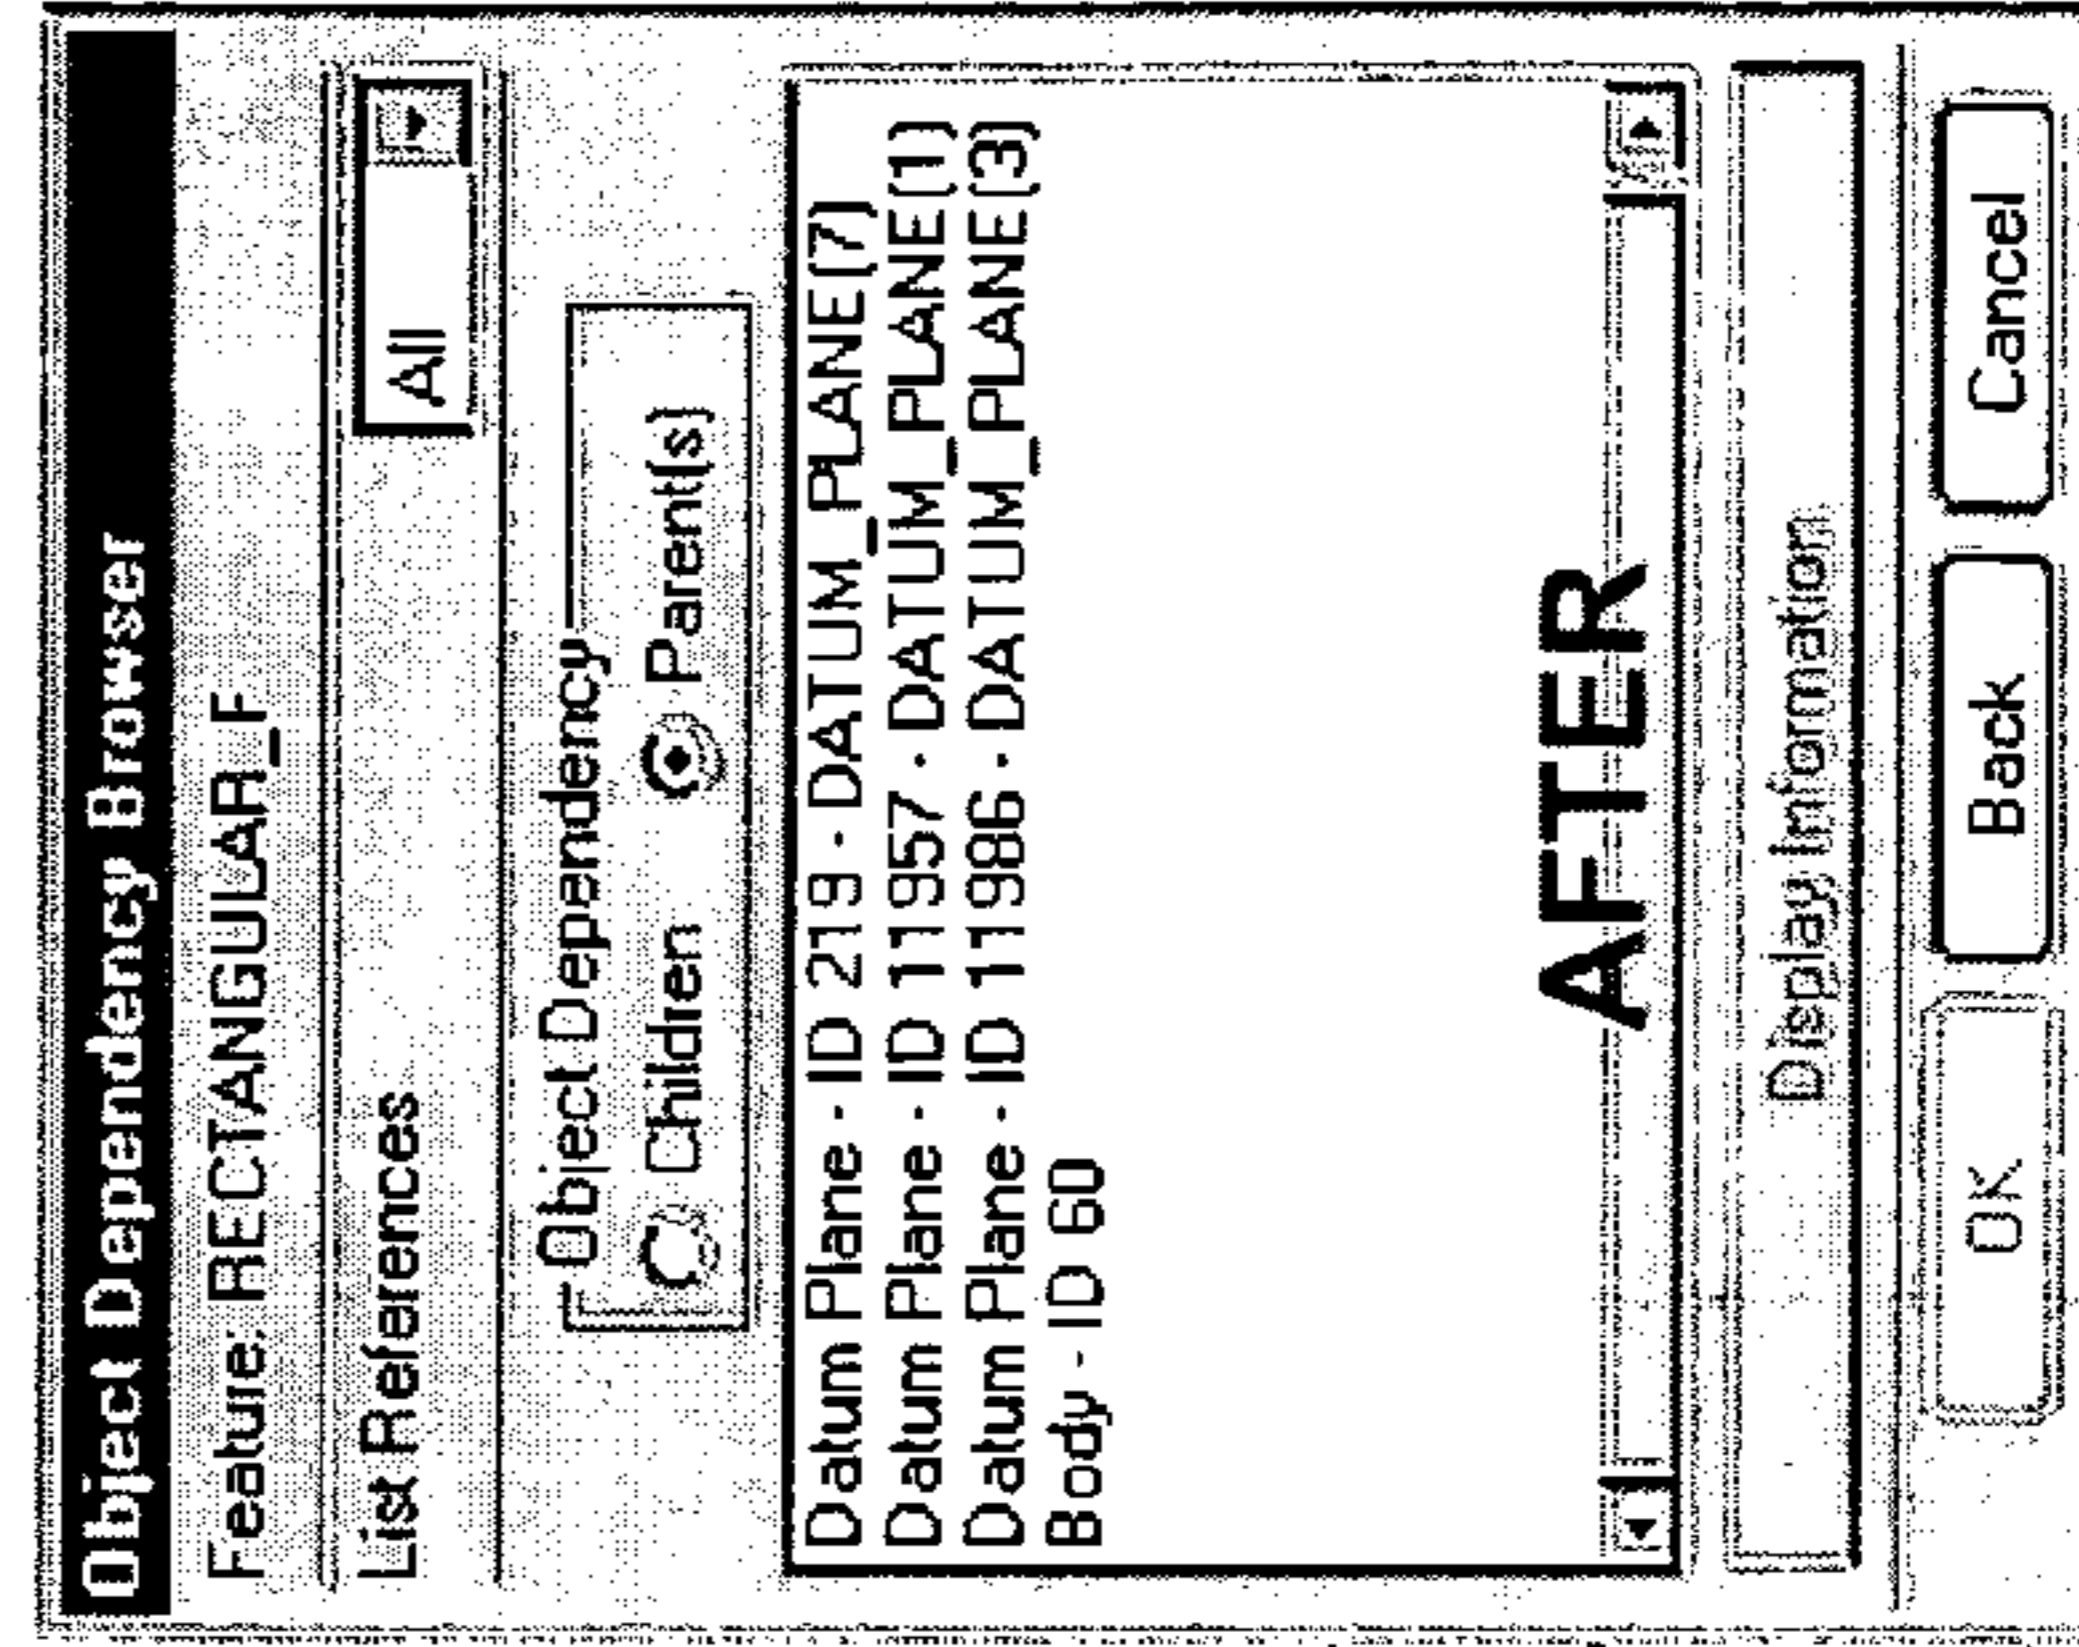 Object Dependency Browser
Feature: RECTANGULAR_F
List References All
Object Dependency
Children Parent(s)
Datum Plane - ID 219 - DATUM_PLANE(7)
Datum Plane - ID 11957 - DATUM_PLANE(1)
Datum Plane - ID 11986 - DATUM_PLANE(3)
Body - ID 60
AFTER
Display Information
OK Back Cancel